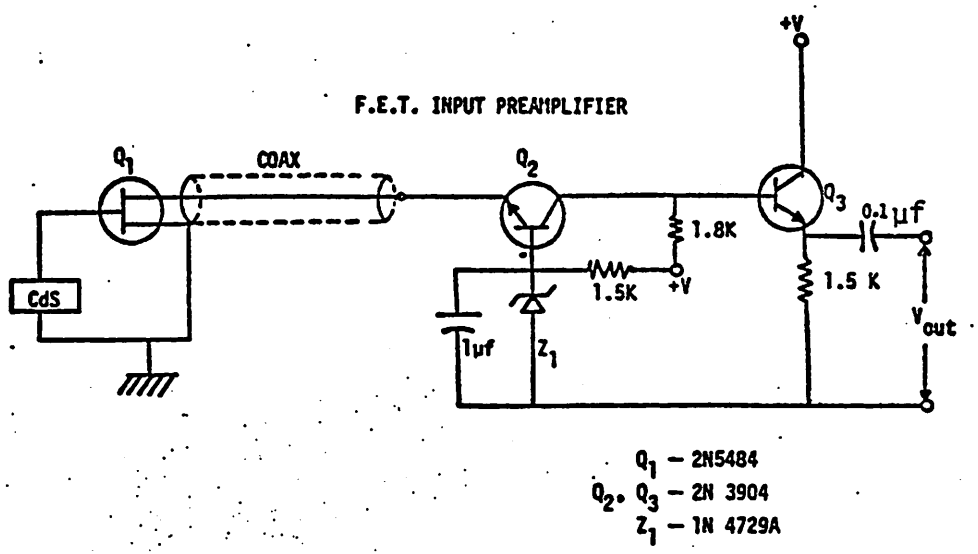 +V
F.E.T. INPUT PREAMPLIFIER
Q1
COAX
Q2
Q3
0.1 μf
1.8K
CdS
1.5K
+V
1.5 K
Vout
1μf
Z1
Q1 – 2N5484
Q2, Q3 – 2N 3904
Z1 – 1N 4729A